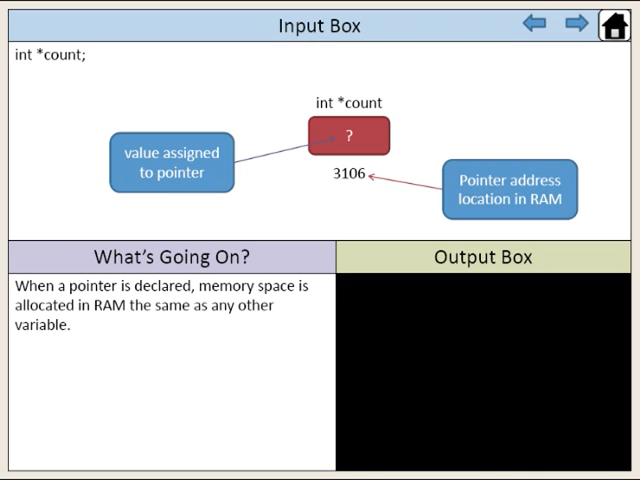 Input Box
int *count;
int *count
?
value assigned
to pointer
3106
Pointer address
location in RAM
What's Going On?
Output Box
When a pointer is declared, memory space is
allocated in RAM the same as any other
variable.